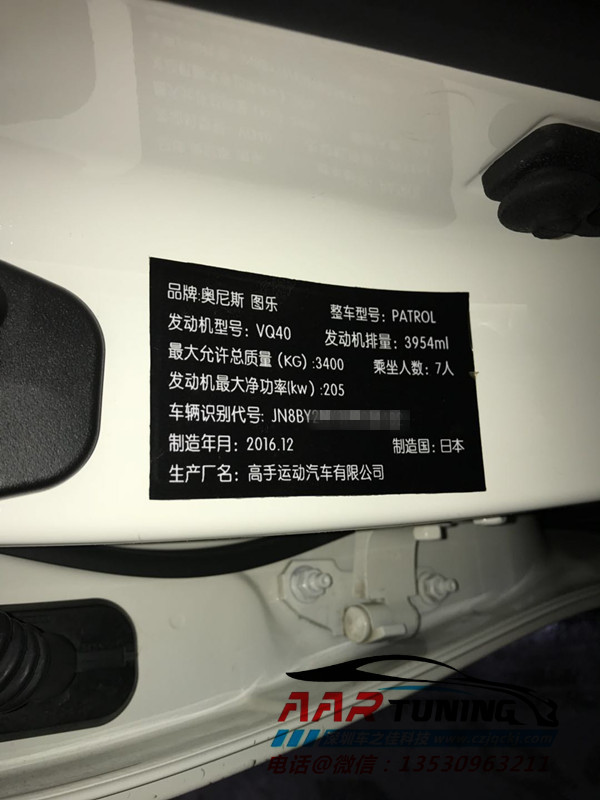 品牌:奥尼斯 图乐
整车型号: PATROL
发动机型号: VQ40
发动机排量: 3954ml
最大允许总质量 (KG) :3400
乘坐人数: 7人
发动机最大净功率(kw) :205
车辆识别代号: JN8BY
制造年月: 2016.12
制造国: 日本
生产厂名: 高手运动汽车有限公司
AARTUNING
电话@微信: 13530963211